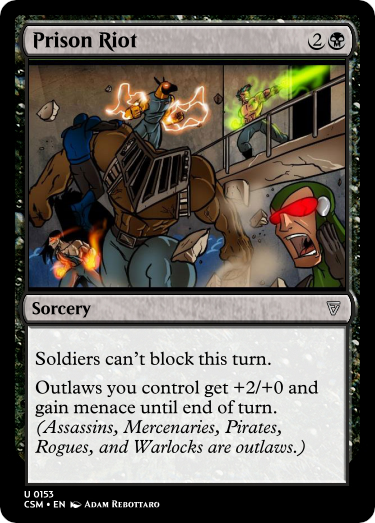 Prison Riot 2
Sorcery
Soldiers can't block this turn.
Outlaws you control get +2/+0 and
gain menace until end of turn.
(Assassins, Mercenaries, Pirates,
Rogues, and Warlocks are outlaws.)
U 0153
CSM • EN Adam Rebottaro